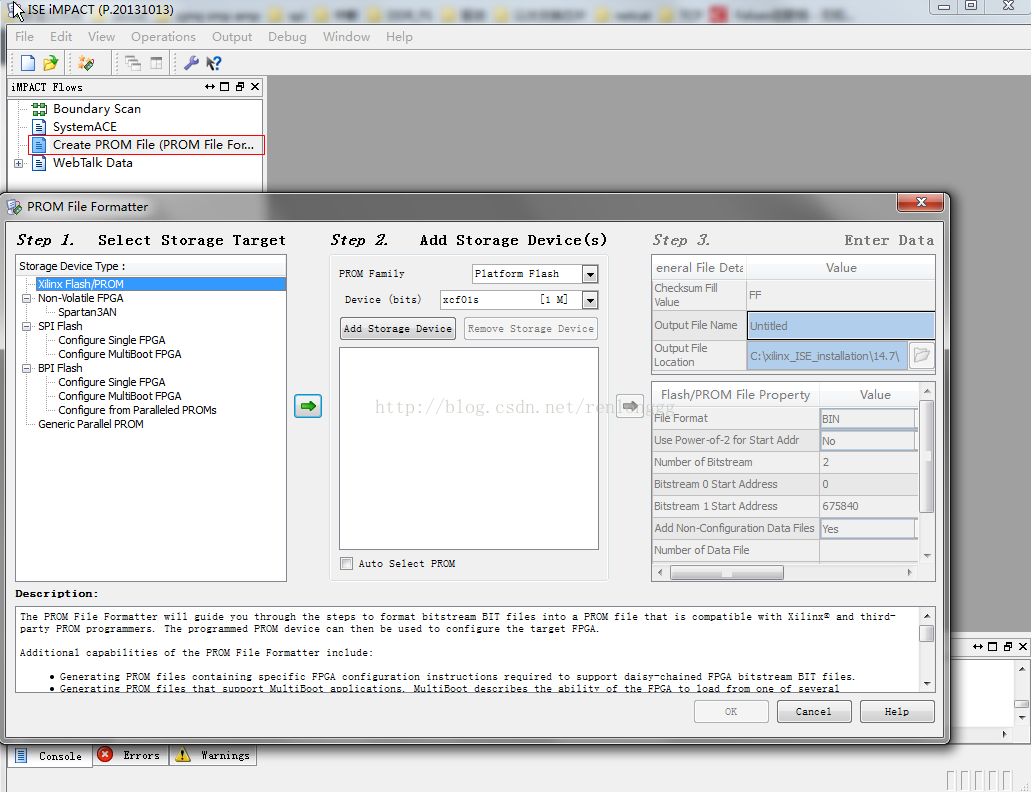 ISE iMPACT (P.20131013)
File Edit View Operations Output Debug Window Help
iMPACT Flows
Boundary Scan
SystemACE
Create PROM File (PROM File For...
WebTalk Data
PROM File Formatter
Step 1. Select Storage Target
Storage Device Type :
Xilinx Flash/PROM
Non-Volatile FPGA
Spartan3AN
SPI Flash
Configure Single FPGA
Configure MultiBoot FPGA
BPI Flash
Configure Single FPGA
Configure MultiBoot FPGA
Configure from Paralleled PROMs
Generic Parallel PROM
Step 2. Add Storage Device(s)
PROM Family Platform Flash
Device (bits) xcf01s [1 M]
Add Storage Device Remove Storage Device
Auto Select PROM
Step 3. Enter Data
eneral File Deta Value
Checksum Fill
Value FF
Output File Name Untitled
Output File
Location C:\xilinx_ISE_installation\14.7\
Flash/PROM File Property Value
File Format BIN
Use Power-of-2 for Start Addr No
Number of Bitstream 2
Bitstream 0 Start Address 0
Bitstream 1 Start Address 675840
Add Non-Configuration Data Files Yes
Number of Data File
http://blog.csdn.net/renlonggg
Description:
The PROM File Formatter will guide you through the steps to format bitstream BIT files into a PROM file that is compatible with Xilinx® and third-
party PROM programmers. The programmed PROM device can then be used to configure the target FPGA.
Additional capabilities of the PROM File Formatter include:
• Generating PROM files containing specific FPGA configuration instructions required to support daisy-chained FPGA bitstream BIT files.
• Generating PROM files that support MultiBoot applications. MultiBoot describes the ability of the FPGA to load from one of several
OK Cancel Help
Console Errors Warnings